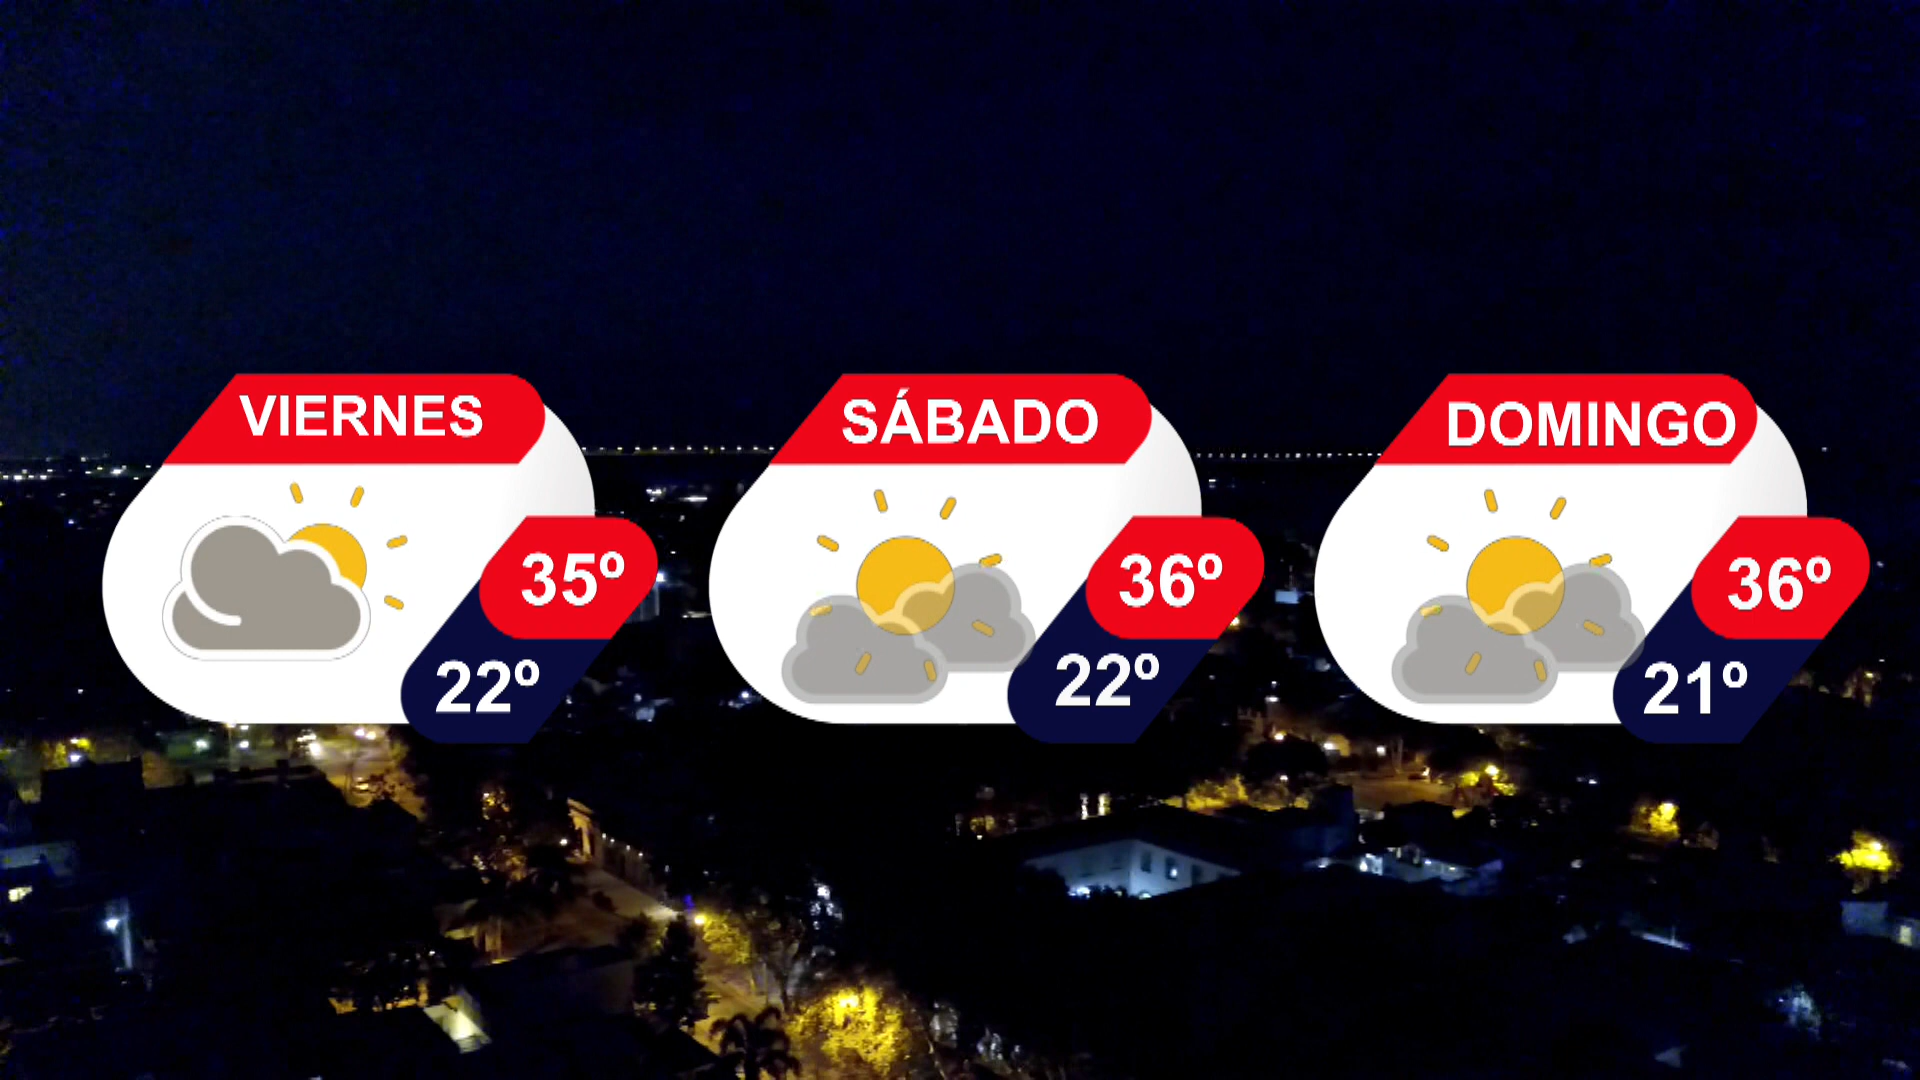 VIERNES
35º
22º
SÁBADO
36º
22º
DOMINGO
36º
21º